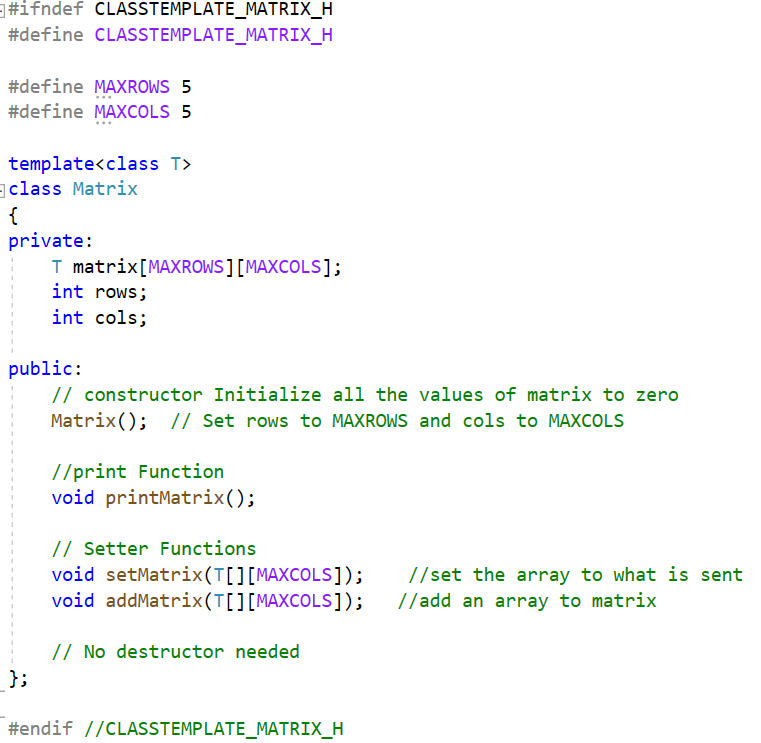 #ifndef CLASSTEMPLATE_MATRIX_H
#define CLASSTEMPLATE_MATRIX_H
#define MAXROWS 5
#define MAXCOLS 5
template<class T>
class Matrix
{
private:
T matrix[MAXROWS][MAXCOLS];
int rows;
int cols;
public:
// constructor Initialize all the values of matrix to zero
Matrix();  // Set rows to MAXROWS and cols to MAXCOLS
//print Function
void printMatrix();
// Setter Functions
void setMatrix(T[][MAXCOLS]);    //set the array to what is sent
void addMatrix(T[][MAXCOLS]);   //add an array to matrix
// No destructor needed
};
#endif //CLASSTEMPLATE_MATRIX_H